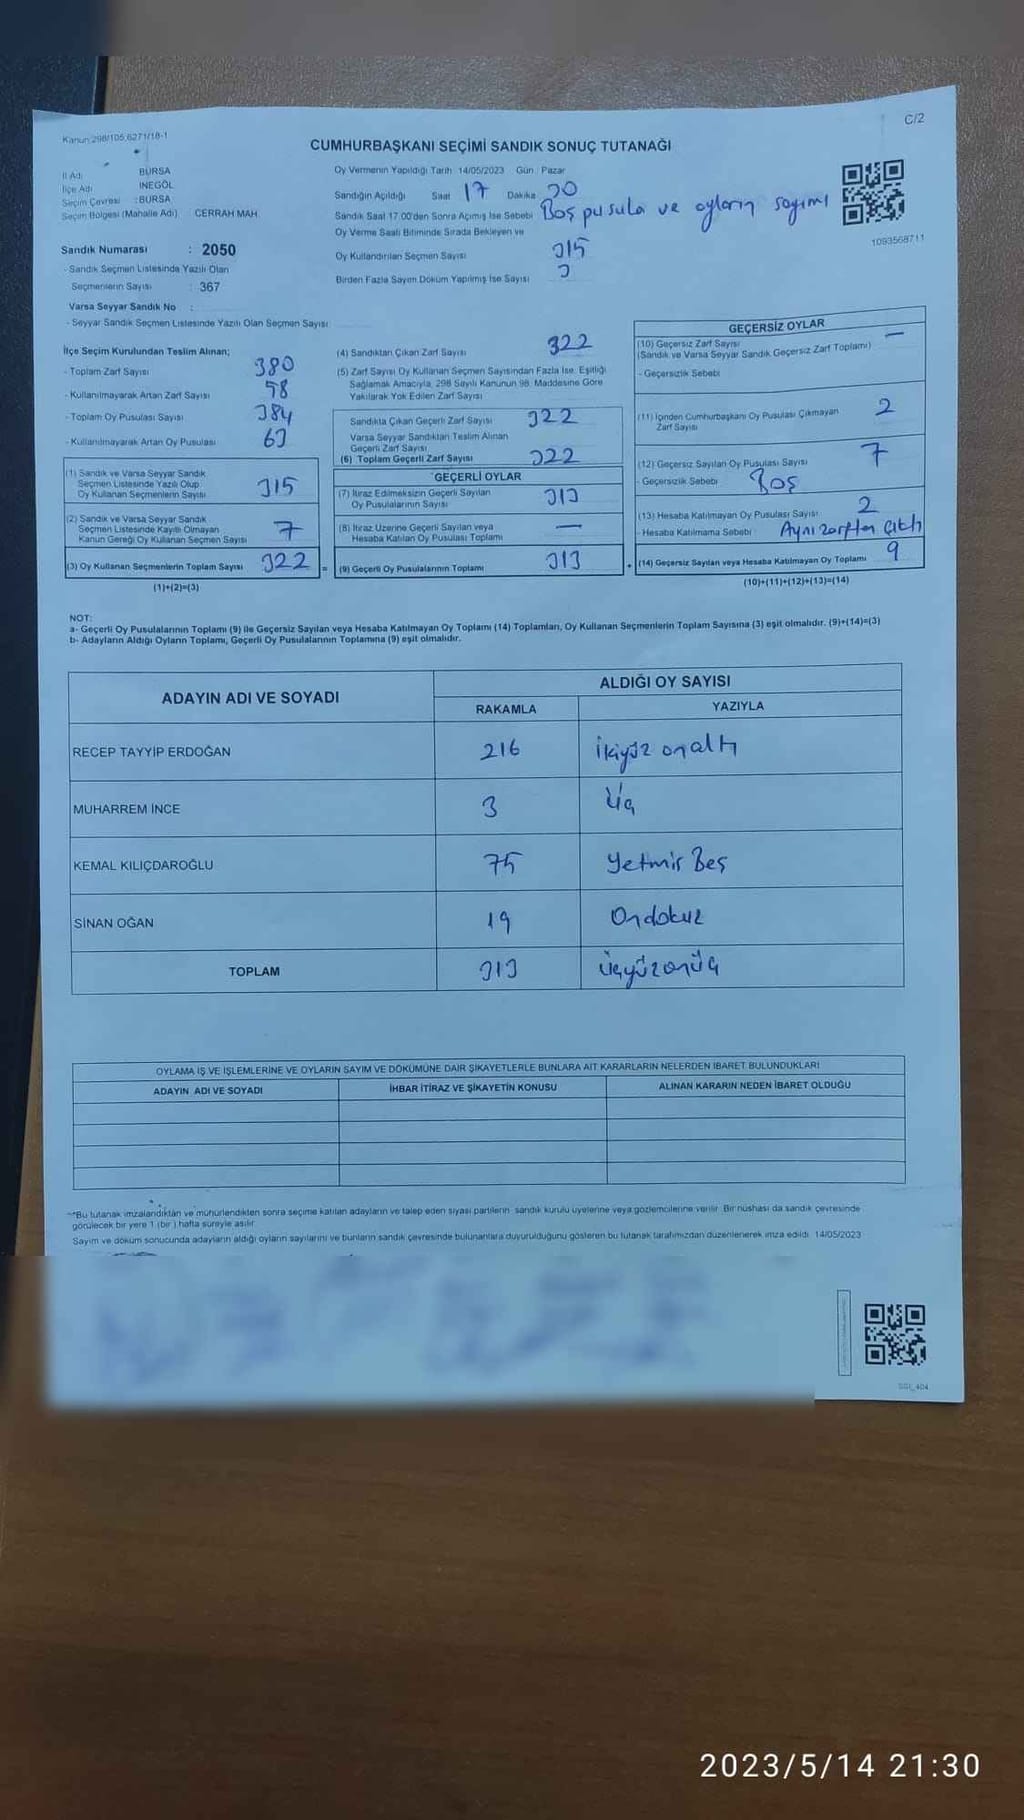 Kanun 298/105,6271/18-1
C/2
CUMHURBAŞKANI SEÇİMİ SANDIK SONUÇ TUTANAĞI
İl Adı BURSA
İlçe Adı İNEGÖL
Seçim Çevresi :BURSA
Seçim Bölgesi (Mahalle Adı) CERRAH MAH.
Sandık Numarası : 2050
- Sandık Seçmen Listesinde Yazılı Olan
Seçmenlerin Sayısı : 367
Varsa Seyyar Sandık No :
- Seyyar Sandık Seçmen Listesinde Yazılı Olan Seçmen Sayısı
Oy Vermenin Yapıldığı Tarih 14/05/2023 Gün : Pazar
Sandığın Açıldığı Saat 17 Dakika 30
Sandık Saat 17.00'den Sonra Açılmış İse Sebebi Boş pusula ve oyların sayımı
Oy Verme Saati Bitiminde Sırada Bekleyen ve
Oy Kullandırılan Seçmen Sayısı 315
Birden Fazla Sayım Döküm Yapılmış İse Sayısı
1093568711
İlçe Seçim Kurulundan Teslim Alınan;
- Toplam Zarf Sayısı 380
- Kullanılmayarak Artan Zarf Sayısı 58
- Toplam Oy Pusulası Sayısı 384
- Kullanılmayarak Artan Oy Pusulası 63
(1) Sandık ve Varsa Seyyar Sandık
Seçmen Listesinde Yazılı Olup
Oy Kullanan Seçmenlerin Sayısı 315
(2) Sandık ve Varsa Seyyar Sandık
Seçmen Listesinde Kayıtlı Olmayan
Kanun Gereği Oy Kullanan Seçmen Sayısı 7
(3) Oy Kullanan Seçmenlerin Toplam Sayısı 322 =
(1)+(2)=(3)
(4) Sandıktan Çıkan Zarf Sayısı 322
(5) Zarf Sayısı Oy Kullanan Seçmen Sayısından Fazla İse, Eşitliği
Sağlamak Amacıyla, 298 Sayılı Kanunun 98. Maddesine Göre
Yakılarak Yok Edilen Zarf Sayısı
Sandıkta Çıkan Geçerli Zarf Sayısı 322
Varsa Seyyar Sandıktan Teslim Alınan
Geçerli Zarf Sayısı
(6) Toplam Geçerli Zarf Sayısı 322
GEÇERLİ OYLAR
(7) İtiraz Edilmeksizin Geçerli Sayılan
Oy Pusulalarının Sayısı 313
(8) İtiraz Üzerine Geçerli Sayılan veya
Hesaba Katılan Oy Pusulası Toplamı —
(9) Geçerli Oy Pusulalarının Toplamı 313 +
GEÇERSİZ OYLAR
(10) Geçersiz Zarf Sayısı —
(Sandık ve Varsa Seyyar Sandık Geçersiz Zarf Toplamı)
- Geçersizlik Sebebi
(11) İçinden Cumhurbaşkanı Oy Pusulası Çıkmayan 2
Zarf Sayısı
(12) Geçersiz Sayılan Oy Pusulası Sayısı 7
- Geçersizlik Sebebi Boş
(13) Hesaba Katılmayan Oy Pusulası Sayısı 2
- Hesaba Katılmama Sebebi Aynı zarftan çıktı
(14) Geçersiz Sayılan veya Hesaba Katılmayan Oy Toplamı 9
(10)+(11)+(12)+(13)=(14)
NOT:
a- Geçerli Oy Pusulalarının Toplamı (9) ile Geçersiz Sayılan veya Hesaba Katılmayan Oy Toplamı (14) Toplamları, Oy Kullanan Seçmenlerin Toplam Sayısına (3) eşit olmalıdır. (9)+(14)=(3)
b- Adayların Aldığı Oyların Toplamı, Geçerli Oy Pusulalarının Toplamına (9) eşit olmalıdır.
ADAYIN ADI VE SOYADI
ALDIĞI OY SAYISI
RAKAMLA YAZIYLA
RECEP TAYYİP ERDOĞAN 216 İkiyüz onaltı
MUHARREM İNCE 3 Üç
KEMAL KILIÇDAROĞLU 75 Yetmiş Beş
SİNAN OĞAN 19 Ondokuz
TOPLAM 313 Üçyüzonüç
OYLAMA İŞ VE İŞLEMLERİNE VE OYLARIN SAYIM VE DÖKÜMÜNE DAİR ŞİKAYETLERLE BUNLARA AİT KARARLARIN NELERDEN İBARET BULUNDUKLARI
ADAYIN ADI VE SOYADI İHBAR İTİRAZ VE ŞİKAYETİN KONUSU ALINAN KARARIN NEDEN İBARET OLDUĞU
**Bu tutanak imzalandıktan ve mühürlendikten sonra seçime katılan adayların ve talep eden siyasi partilerin sandık kurulu üyelerine veya gözlemcilerine verilir. Bir nüshası da sandık çevresinde
görülecek bir yere 1 (bir ) hafta süreyle asılır.
Sayım ve döküm sonucunda adayların aldığı oyların sayılarını ve bunların sandık çevresinde bulunanlara duyurulduğunu gösteren bu tutanak tarafımızdan düzenlenerek imza edildi. 14/05/2023
2023/5/14 21:30